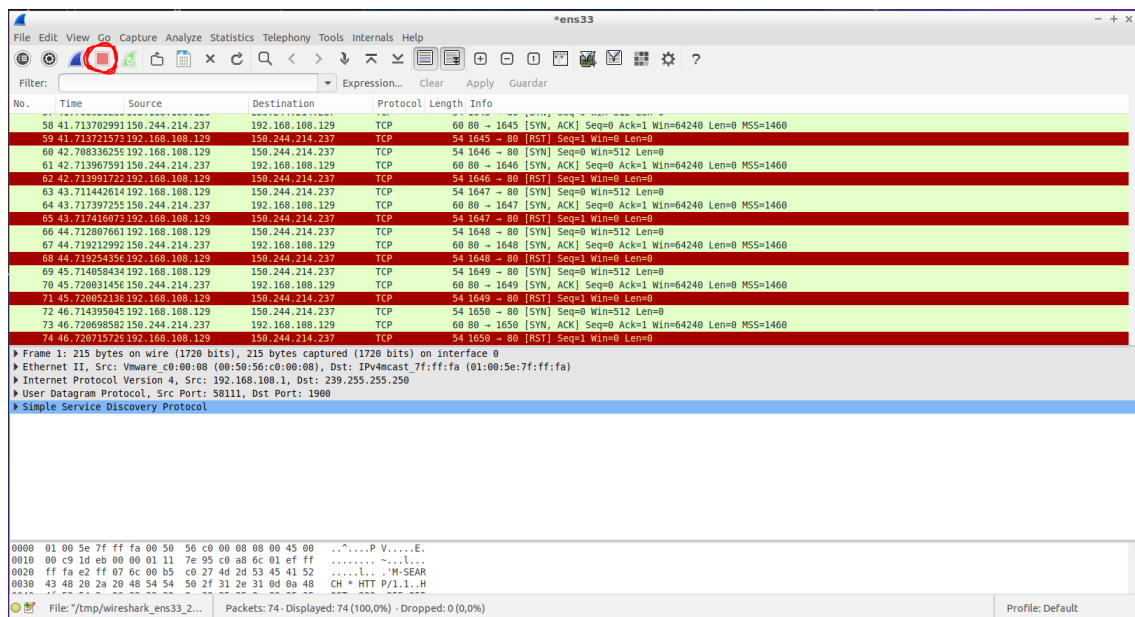 *ens33
File Edit View Go Capture Analyze Statistics Telephony Tools Internals Help
Filter: Expression... Clear Apply Guardar
No. Time Source Destination Protocol Length Info
58 41.713702991 150.244.214.237 192.168.108.129 TCP 60 80 → 1645 [SYN, ACK] Seq=0 Ack=1 Win=64240 Len=0 MSS=1460
59 41.713721573 192.168.108.129 150.244.214.237 TCP 54 1645 → 80 [RST] Seq=1 Win=0 Len=0
60 42.708336259 192.168.108.129 150.244.214.237 TCP 54 1646 → 80 [SYN] Seq=0 Win=512 Len=0
61 42.713967591 150.244.214.237 192.168.108.129 TCP 60 80 → 1646 [SYN, ACK] Seq=0 Ack=1 Win=64240 Len=0 MSS=1460
62 42.713991722 192.168.108.129 150.244.214.237 TCP 54 1646 → 80 [RST] Seq=1 Win=0 Len=0
63 43.711442614 192.168.108.129 150.244.214.237 TCP 54 1647 → 80 [SYN] Seq=0 Win=512 Len=0
64 43.717397255 150.244.214.237 192.168.108.129 TCP 60 80 → 1647 [SYN, ACK] Seq=0 Ack=1 Win=64240 Len=0 MSS=1460
65 43.717416073 192.168.108.129 150.244.214.237 TCP 54 1647 → 80 [RST] Seq=1 Win=0 Len=0
66 44.712807661 192.168.108.129 150.244.214.237 TCP 54 1648 → 80 [SYN] Seq=0 Win=512 Len=0
67 44.719212992 150.244.214.237 192.168.108.129 TCP 60 80 → 1648 [SYN, ACK] Seq=0 Ack=1 Win=64240 Len=0 MSS=1460
68 44.719254356 192.168.108.129 150.244.214.237 TCP 54 1648 → 80 [RST] Seq=1 Win=0 Len=0
69 45.714058434 192.168.108.129 150.244.214.237 TCP 54 1649 → 80 [SYN] Seq=0 Win=512 Len=0
70 45.720031450 150.244.214.237 192.168.108.129 TCP 60 80 → 1649 [SYN, ACK] Seq=0 Ack=1 Win=64240 Len=0 MSS=1460
71 45.720052138 192.168.108.129 150.244.214.237 TCP 54 1649 → 80 [RST] Seq=1 Win=0 Len=0
72 46.714395045 192.168.108.129 150.244.214.237 TCP 54 1650 → 80 [SYN] Seq=0 Win=512 Len=0
73 46.720698582 150.244.214.237 192.168.108.129 TCP 60 80 → 1650 [SYN, ACK] Seq=0 Ack=1 Win=64240 Len=0 MSS=1460
74 46.720715729 192.168.108.129 150.244.214.237 TCP 54 1650 → 80 [RST] Seq=1 Win=0 Len=0
Frame 1: 215 bytes on wire (1720 bits), 215 bytes captured (1720 bits) on interface 0
Ethernet II, Src: Vmware_c0:00:08 (00:50:56:c0:00:08), Dst: IPv4mcast_7f:ff:fa (01:00:5e:7f:ff:fa)
Internet Protocol Version 4, Src: 192.168.108.1, Dst: 239.255.255.250
User Datagram Protocol, Src Port: 58111, Dst Port: 1900
Simple Service Discovery Protocol
0000 01 00 5e 7f ff fa 00 50 56 c0 00 08 08 00 45 00 ..^....P V.....E.
0010 00 c9 1d eb 00 00 01 11 7e 95 c0 a8 6c 01 ef ff ........ ~...l...
0020 ff fa e2 ff 07 6c 00 b5 c0 27 4d 2d 53 45 41 52 .....l.. .'M-SEAR
0030 43 48 20 2a 20 48 54 54 50 2f 31 2e 31 0d 0a 48 CH * HTT P/1.1..H
File: "/tmp/wireshark_ens33_2... Packets: 74 · Displayed: 74 (100,0%) · Dropped: 0 (0,0%) Profile: Default